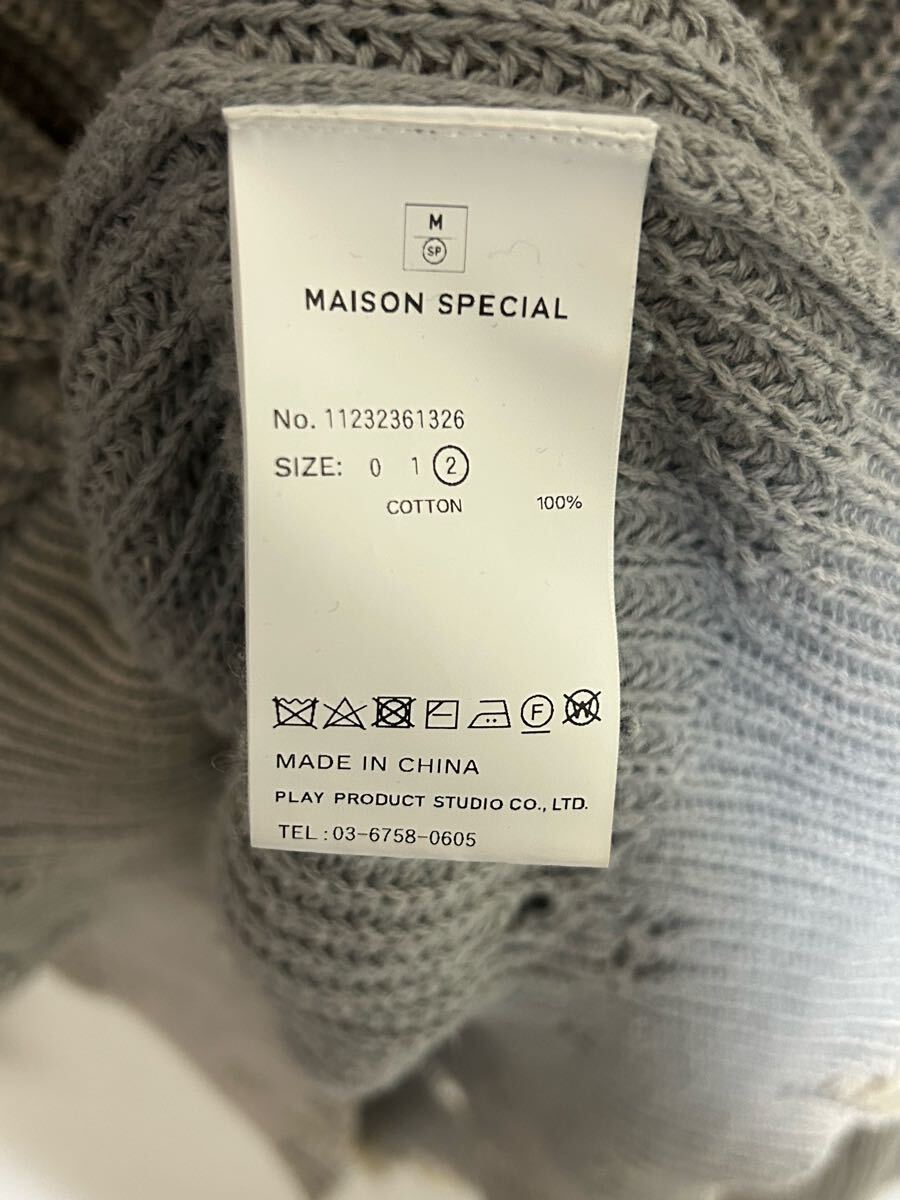 M
SP
MAISON SPECIAL
No. 11232361326
SIZE: 0 1 2
COTTON 100%
F W
MADE IN CHINA
PLAY PRODUCT STUDIO CO., LTD.
TEL : 03-6758-0605